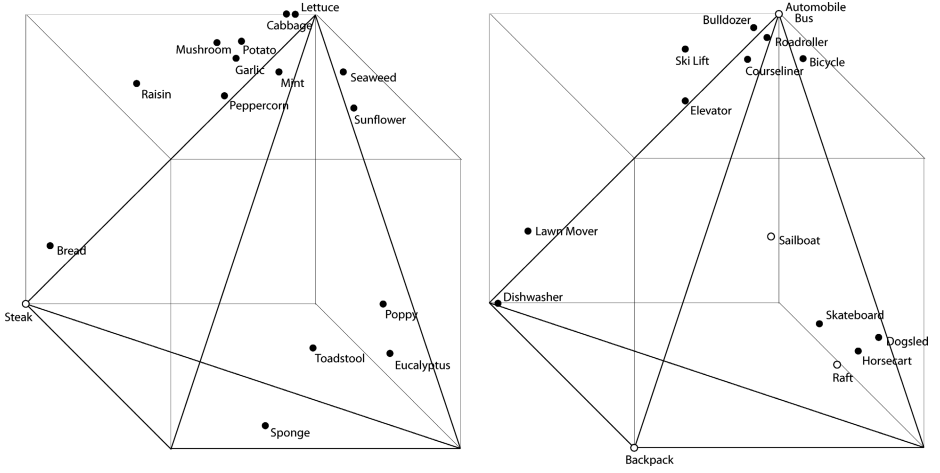 Lettuce
Cabbage
Mushroom
Potato
Garlic
Mint
Seaweed
Raisin
Peppercorn
Sunflower
Bread
Steak
Poppy
Toadstool
Eucalyptus
Sponge
Automobile
Bus
Bulldozer
Roadroller
Ski Lift
Courseliner
Bicycle
Elevator
Lawn Mover
Sailboat
Dishwasher
Skateboard
Dogsled
Horsecart
Raft
Backpack